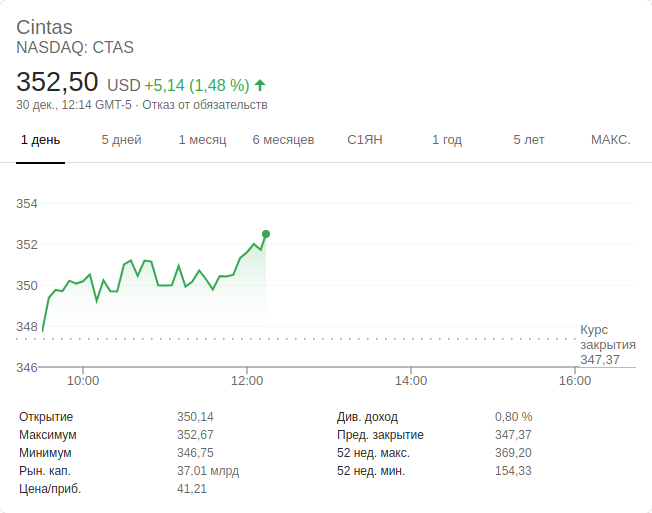 Cintas
NASDAQ: CTAS
352,50 USD +5,14 (1,48 %)
30 дек., 12:14 GMT-5 · Отказ от обязательств
1 день 5 дней 1 месяц 6 месяцев С1ЯН 1 год 5 лет МАКС.
354
352
350
348
346
Курс
закрытия
347,37
10:00 12:00 14:00 16:00
Открытие 350,14 Див. доход 0,80 %
Максимум 352,67 Пред. закрытие 347,37
Минимум 346,75 52 нед. макс. 369,20
Рын. кап. 37,01 млрд 52 нед. мин. 154,33
Цена/приб. 41,21